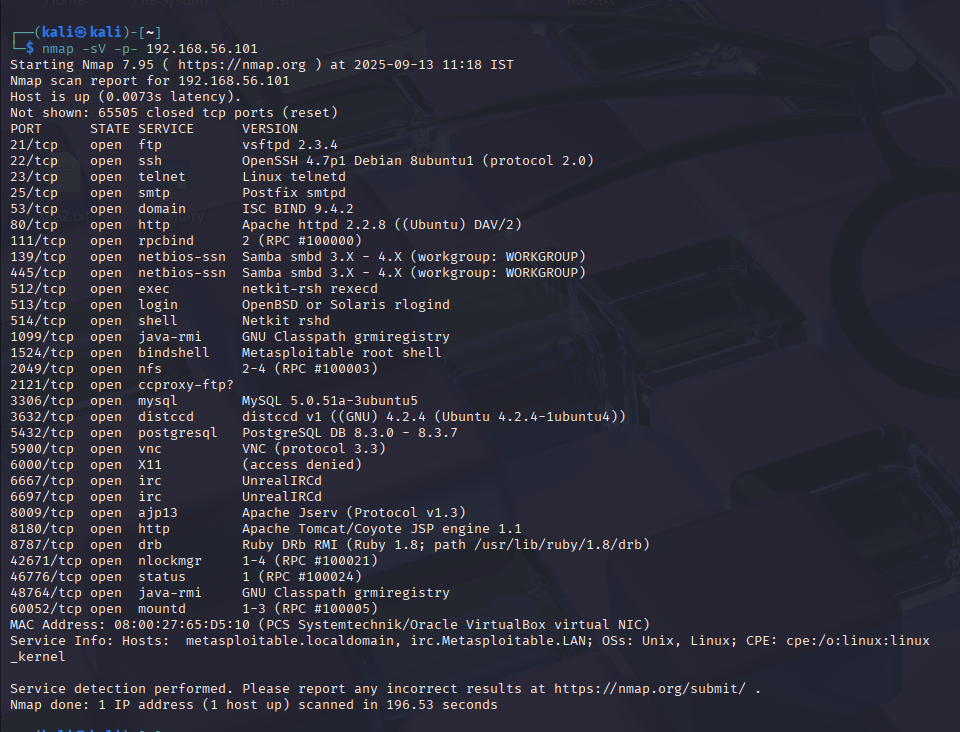 ┌──(kali㉿kali)-[~]
└─$ nmap -sV -p- 192.168.56.101
Starting Nmap 7.95 ( https://nmap.org ) at 2025-09-13 11:18 IST
Nmap scan report for 192.168.56.101
Host is up (0.0073s latency).
Not shown: 65505 closed tcp ports (reset)
PORT      STATE SERVICE     VERSION
21/tcp    open  ftp         vsftpd 2.3.4
22/tcp    open  ssh         OpenSSH 4.7p1 Debian 8ubuntu1 (protocol 2.0)
23/tcp    open  telnet      Linux telnetd
25/tcp    open  smtp        Postfix smtpd
53/tcp    open  domain      ISC BIND 9.4.2
80/tcp    open  http        Apache httpd 2.2.8 ((Ubuntu) DAV/2)
111/tcp   open  rpcbind     2 (RPC #100000)
139/tcp   open  netbios-ssn Samba smbd 3.X - 4.X (workgroup: WORKGROUP)
445/tcp   open  netbios-ssn Samba smbd 3.X - 4.X (workgroup: WORKGROUP)
512/tcp   open  exec        netkit-rsh rexecd
513/tcp   open  login       OpenBSD or Solaris rlogind
514/tcp   open  shell       Netkit rshd
1099/tcp  open  java-rmi    GNU Classpath grmiregistry
1524/tcp  open  bindshell   Metasploitable root shell
2049/tcp  open  nfs         2-4 (RPC #100003)
2121/tcp  open  ccproxy-ftp?
3306/tcp  open  mysql       MySQL 5.0.51a-3ubuntu5
3632/tcp  open  distccd     distccd v1 ((GNU) 4.2.4 (Ubuntu 4.2.4-1ubuntu4))
5432/tcp  open  postgresql  PostgreSQL DB 8.3.0 - 8.3.7
5900/tcp  open  vnc         VNC (protocol 3.3)
6000/tcp  open  X11         (access denied)
6667/tcp  open  irc         UnrealIRCd
6697/tcp  open  irc         UnrealIRCd
8009/tcp  open  ajp13       Apache Jserv (Protocol v1.3)
8180/tcp  open  http        Apache Tomcat/Coyote JSP engine 1.1
8787/tcp  open  drb         Ruby DRb RMI (Ruby 1.8; path /usr/lib/ruby/1.8/drb)
42671/tcp open  nlockmgr    1-4 (RPC #100021)
46776/tcp open  status      1 (RPC #100024)
48764/tcp open  java-rmi    GNU Classpath grmiregistry
60052/tcp open  mountd      1-3 (RPC #100005)
MAC Address: 08:00:27:65:D5:10 (PCS Systemtechnik/Oracle VirtualBox virtual NIC)
Service Info: Hosts:  metasploitable.localdomain, irc.Metasploitable.LAN; OSs: Unix, Linux; CPE: cpe:/o:linux:linux
_kernel

Service detection performed. Please report any incorrect results at https://nmap.org/submit/ .
Nmap done: 1 IP address (1 host up) scanned in 196.53 seconds